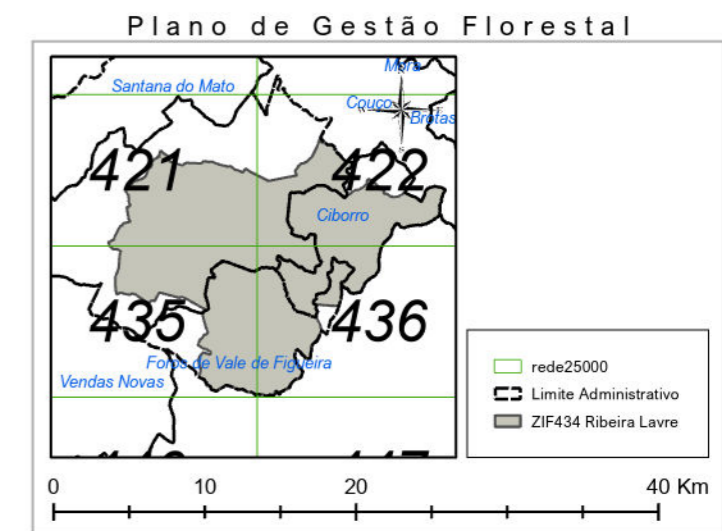 Plano de Gestão Florestal
Mora
Santana do Mato
Couço
Brotas
421
422
Ciborro
435
436
Foros de Vale de Figueira
Vendas Novas
rede25000
Limite Administrativo
ZIF434 Ribeira Lavre
0 10 20 40 Km